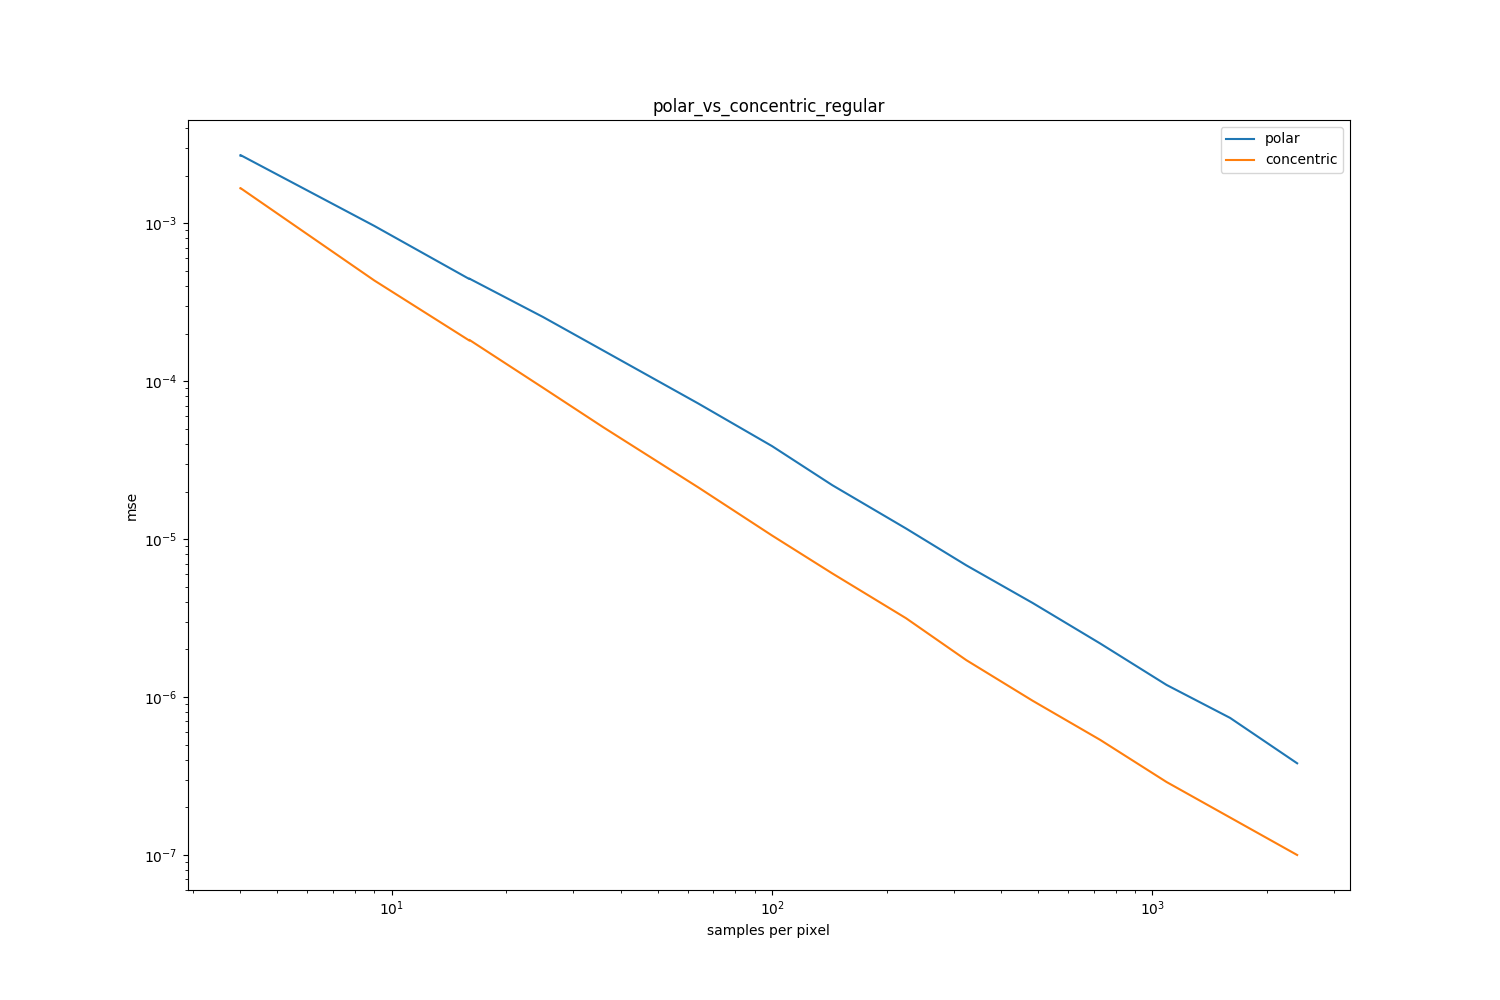 polar_vs_concentric_regular
polar
concentric
mse
10⁻³
10⁻⁴
10⁻⁵
10⁻⁶
10⁻⁷
10¹
10²
10³
samples per pixel